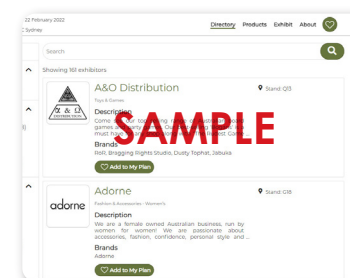 22 February 2022
Sydney
Directory Products Exhibit About
Search
Showing 161 exhibitors
A&O Distribution
Stand: Q13
Toys & Games
Description
Brands
RoR, Bragging Rights Studio, Dusty Tophat, Jabuka
Add to My Plan
SAMPLE
Adorne
Stand: G18
adorne
Fashion & Accessories - Women's
Description
We are a female owned Australian business, run by
women for women! We are passionate about
accessories, fashion, confidence, personal style and ...
Brands
Adorne
Add to My Plan